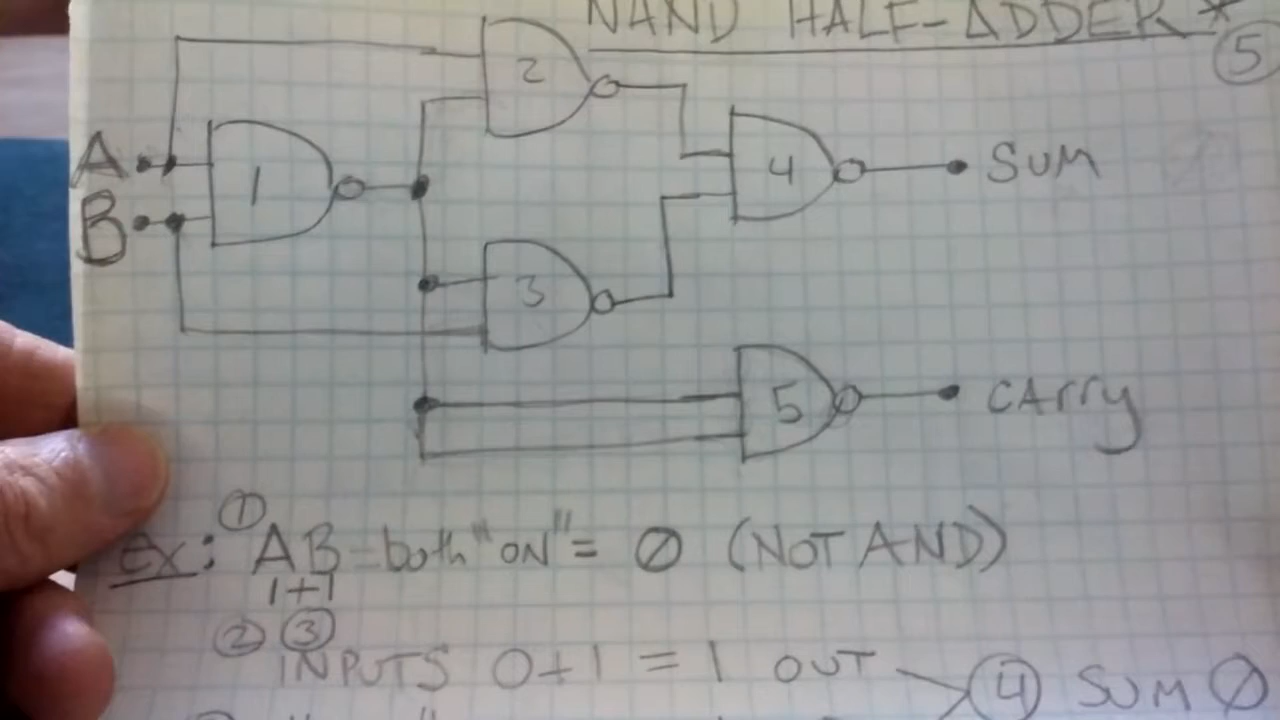 NAND HALF-ADDER *
5
2
A
1
4
SUM
B
3
5
CArry
①
Ex: AB - both "ON" = Ø (NOT AND)
1+1
② ③
INPUTS 0+1 = 1 OUT ④ SUM Ø